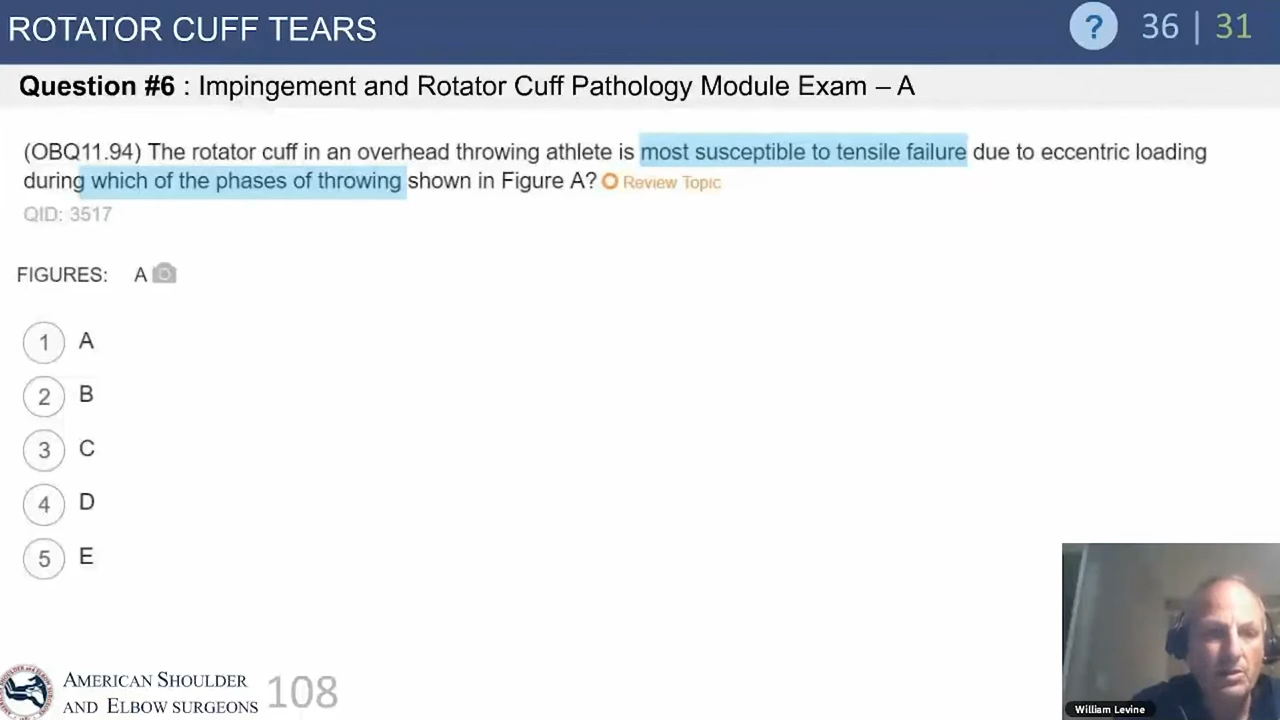 ROTATOR CUFF TEARS
? 36 | 31
Question #6 : Impingement and Rotator Cuff Pathology Module Exam – A
(OBQ11.94) The rotator cuff in an overhead throwing athlete is most susceptible to tensile failure due to eccentric loading
during which of the phases of throwing shown in Figure A? Review Topic
QID: 3517
FIGURES: A
1 A
2 B
3 C
4 D
5 E
AMERICAN SHOULDER
AND ELBOW SURGEONS 108
William Levine